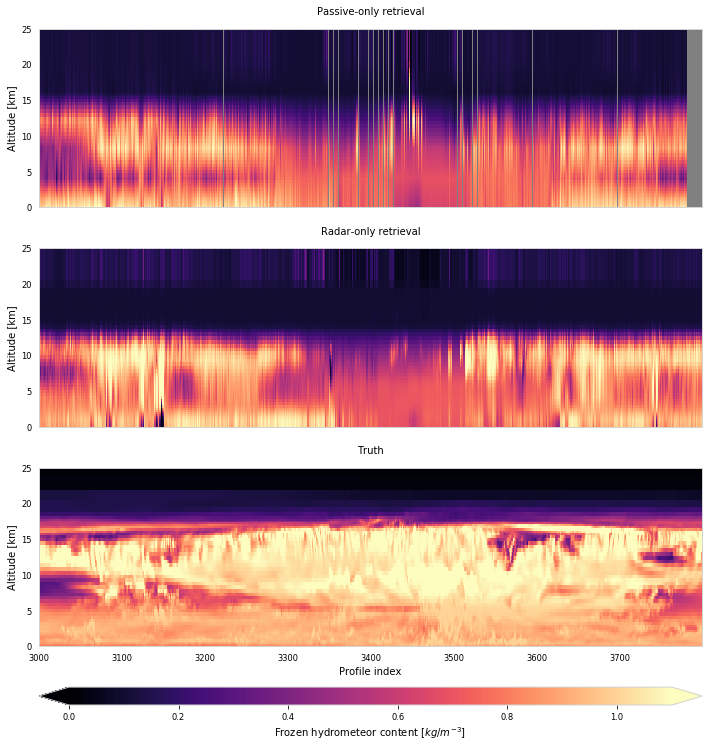 Passive-only retrieval
25
20
15
10
5
0
Altitude [km]
Radar-only retrieval
25
20
15
10
5
0
Altitude [km]
Truth
25
20
15
10
5
0
Altitude [km]
3000 3100 3200 3300 3400 3500 3600 3700
Profile index
0.0 0.2 0.4 0.6 0.8 1.0
Frozen hydrometeor content [kg/m⁻³]